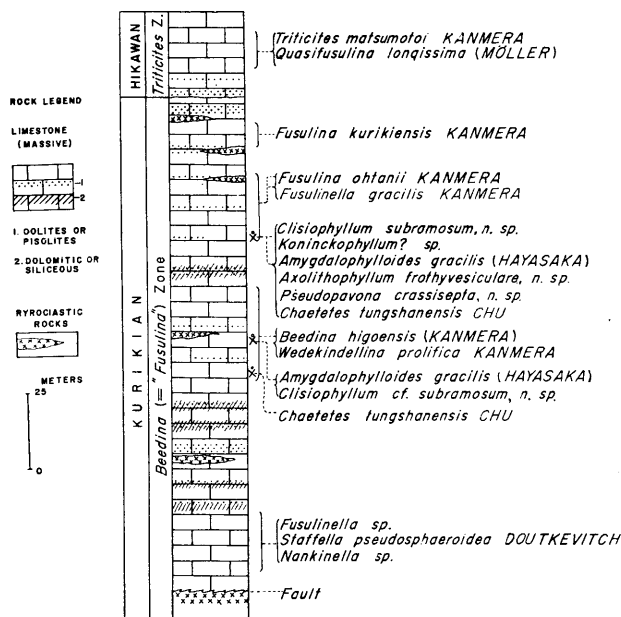 HIKAWAN
Triticites Z.
Triticites matsumotoi KANMERA
Quasifusulina longissima (MÖLLER)
ROCK LEGEND
LIMESTONE
(MASSIVE)
1
2
1. OOLITES OR
PISOLITES
2. DOLOMITIC OR
SILICEOUS
RYROCIASTIC
ROCKS
METERS
25
0
KURIKIAN
Beedina (="Fusulina") Zone
Fusulina kurikiensis KANMERA
Fusulina ohtanii KANMERA
Fusulinella gracilis KANMERA
Clisiophyllum subramosum, n. sp.
Koninckophyllum? sp.
Amygdalophylloides gracilis (HAYASAKA)
Axolithophyllum frothyvesiculare, n. sp.
Pseudopavona crassisepta, n. sp.
Chaetetes tungshanensis CHU
Beedina higoensis (KANMERA)
Wedekindellina prolifica KANMERA
Amygdalophylloides gracilis (HAYASAKA)
Clisiophyllum cf. subramosum, n. sp.
Chaetetes tungshanensis CHU
Fusulinella sp.
Staffella pseudosphaeroidea DOUTKEVITCH
Nankinella sp.
Fault